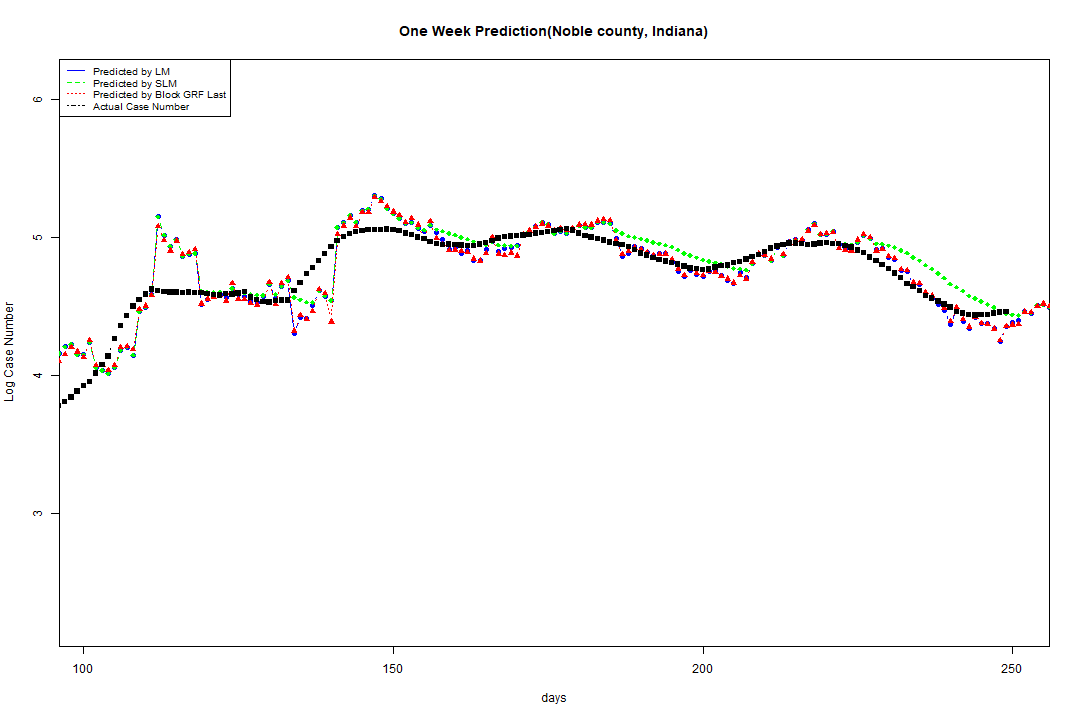 One Week Prediction(Noble county, Indiana)
Predicted by LM
Predicted by SLM
Predicted by Block GRF Last
Actual Case Number
6
5
4
3
Log Case Number
100
150
200
250
days